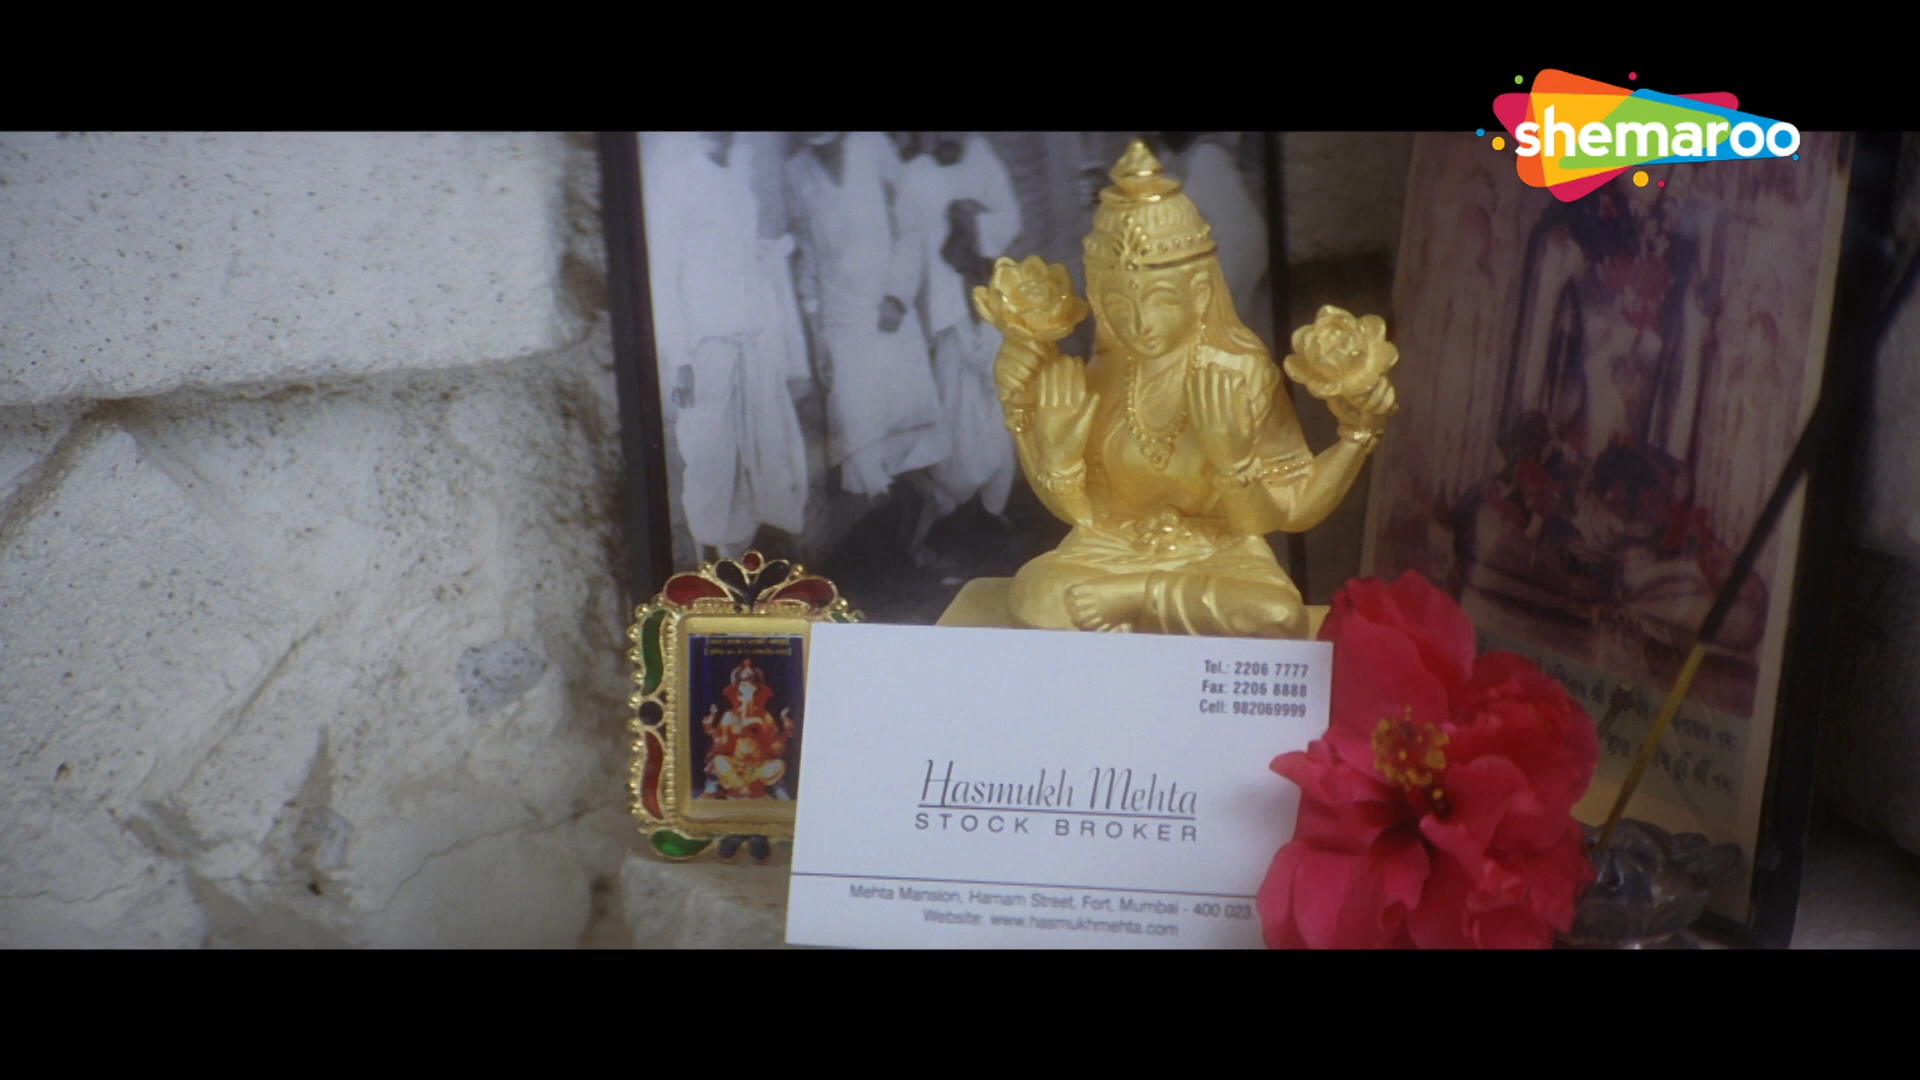 shemaroo
Tel.: 2206 7777
Fax: 2206 8888
Cell: 982069999
Hasmukh Mehta
STOCK BROKER
Mehta Mansion, Hamam Street, Fort, Mumbai - 400 023.
Website: www.hasmukhmehta.com